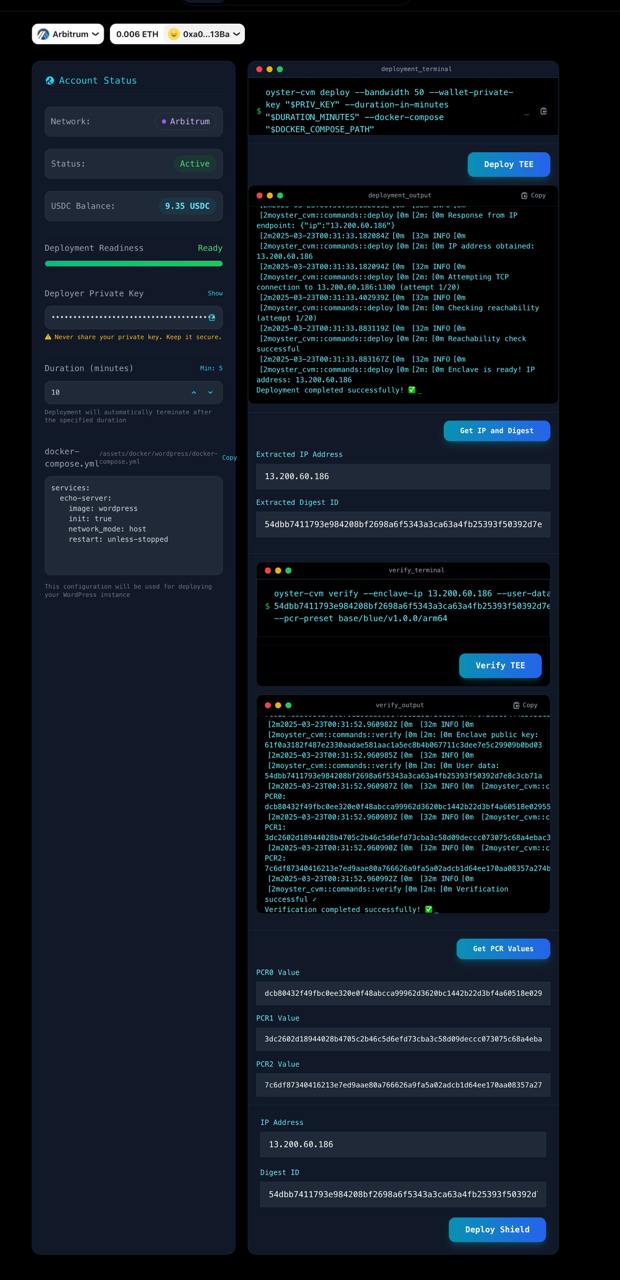 Arbitrum
0.006 ETH
0xa0...13Ba
Account Status
Network:
Arbitrum
Status:
Active
USDC Balance:
9.35 USDC
Deployment Readiness
Ready
Deployer Private Key
Show
••••••••••••••••••••••••••••••••••••
Never share your private key. Keep it secure.
Duration (minutes)
Min: 5
10
Deployment will automatically terminate after
the specified duration
docker-
compose.yml
/assets/docker/wordpress/docker-
compose.yml
Copy
services:
echo-server:
image: wordpress
init: true
network_mode: host
restart: unless-stopped
This configuration will be used for deploying
your WordPress instance
deployment_terminal
$ oyster-cvm deploy --bandwidth 50 --wallet-private-
key "$PRIV_KEY" --duration-in-minutes
"$DURATION_MINUTES" --docker-compose
"$DOCKER_COMPOSE_PATH"
Deploy TEE
deployment_output
Copy
[2moyster_cvm::commands::deploy[0m[2m:[0m Response from IP
endpoint: {"ip":"13.200.60.186"}
[2m2025-03-23T00:31:33.182084Z[0m [32m INFO[0m
[2moyster_cvm::commands::deploy[0m[2m:[0m IP address obtained:
13.200.60.186
[2m2025-03-23T00:31:33.182094Z[0m [32m INFO[0m
[2moyster_cvm::commands::deploy[0m[2m:[0m Attempting TCP
connection to 13.200.60.186:1300 (attempt 1/20)
[2m2025-03-23T00:31:33.402939Z[0m [32m INFO[0m
[2moyster_cvm::commands::deploy[0m[2m:[0m Checking reachability
(attempt 1/20)
[2m2025-03-23T00:31:33.883119Z[0m [32m INFO[0m
[2moyster_cvm::commands::deploy[0m[2m:[0m Reachability check
successful
[2m2025-03-23T00:31:33.883167Z[0m [32m INFO[0m
[2moyster_cvm::commands::deploy[0m[2m:[0m Enclave is ready! IP
address: 13.200.60.186
Deployment completed successfully! ✅_
Get IP and Digest
Extracted IP Address
13.200.60.186
Extracted Digest ID
54dbb7411793e984208bf2698a6f5343a3ca63a4fb25393f50392d7e
verify_terminal
oyster-cvm verify --enclave-ip 13.200.60.186 --user-data
$ 54dbb7411793e984208bf2698a6f5343a3ca63a4fb25393f50392d7e
--pcr-preset base/blue/v1.0.0/arm64
Verify TEE
verify_output
Copy
[2m2025-03-23T00:31:52.960982Z[0m [32m INFO[0m
[2moyster_cvm::commands::verify[0m[2m:[0m Enclave public key:
61f0a3182f487e2330aadae581aac1a5ec8b4b067711c3dee7e5c29909b0bd03
[2m2025-03-23T00:31:52.960985Z[0m [32m INFO[0m
[2moyster_cvm::commands::verify[0m[2m:[0m User data:
54dbb7411793e984208bf2698a6f5343a3ca63a4fb25393f50392d7e8c3cb71a
[2m2025-03-23T00:31:52.960987Z[0m [32m INFO[0m [2moyster_cvm::c
PCR0:
dcb80432f49fbc0ee320e0f48abcca99962d3620bc1442b22d3bf4a60518e02955
[2m2025-03-23T00:31:52.960989Z[0m [32m INFO[0m [2moyster_cvm::c
PCR1:
3dc2602d18944028b4705c2b46c5d6efd73cba3c58d09deccc073075c68a4ebac3
[2m2025-03-23T00:31:52.960990Z[0m [32m INFO[0m [2moyster_cvm::c
PCR2:
7c6df87340416213e7ed9aae80a766626a9fa5a02adcb1d64ee170aa08357a274b
[2m2025-03-23T00:31:52.960992Z[0m [32m INFO[0m
[2moyster_cvm::commands::verify[0m[2m:[0m Verification
successful ✓
Verification completed successfully! ✅_
Get PCR Values
PCR0 Value
dcb80432f49fbc0ee320e0f48abcca99962d3620bc1442b22d3bf4a60518e029
PCR1 Value
3dc2602d18944028b4705c2b46c5d6efd73cba3c58d09deccc073075c68a4eba
PCR2 Value
7c6df87340416213e7ed9aae80a766626a9fa5a02adcb1d64ee170aa08357a27
IP Address
13.200.60.186
Digest ID
54dbb7411793e984208bf2698a6f5343a3ca63a4fb25393f50392d
Deploy Shield